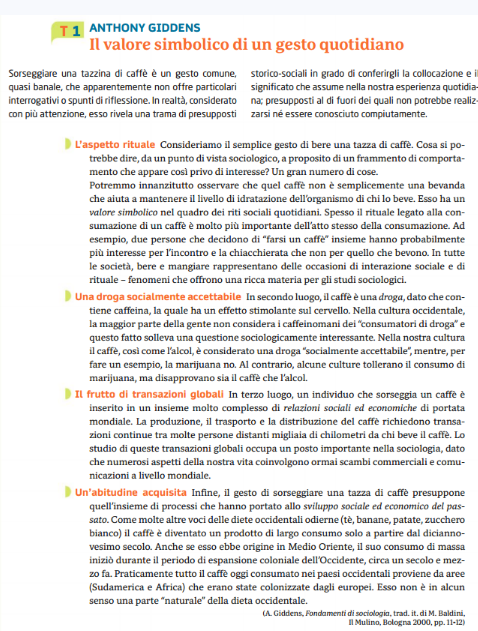 T 1 ANTHONY GIDDENS
Il valore simbolico di un gesto quotidiano
Sorseggiare una tazzina di caffè è un gesto comune,
quasi banale, che apparentemente non offre particolari
interrogativi o spunti di riflessione. In realtà, considerato
con più attenzione, esso rivela una trama di presupposti
storico-sociali in grado di conferirgli la collocazione e il
significato che assume nella nostra esperienza quotidia-
na; presupposti al di fuori dei quali non potrebbe realiz-
zarsi né essere conosciuto compiutamente.
L'aspetto rituale Consideriamo il semplice gesto di bere una tazza di caffè. Cosa si po-
trebbe dire, da un punto di vista sociologico, a proposito di un frammento di comporta-
mento che appare così privo di interesse? Un gran numero di cose.
Potremmo innanzitutto osservare che quel caffè non è semplicemente una bevanda
che aiuta a mantenere il livello di idratazione dell'organismo di chi lo beve. Esso ha un
valore simbolico nel quadro dei riti sociali quotidiani. Spesso il rituale legato alla con-
sumazione di un caffè è molto più importante dell'atto stesso della consumazione. Ad
esempio, due persone che decidono di "farsi un caffè" insieme hanno probabilmente
più interesse per l'incontro e la chiacchierata che non per quello che bevono. In tutte
le società, bere e mangiare rappresentano delle occasioni di interazione sociale e di
rituale – fenomeni che offrono una ricca materia per gli studi sociologici.
Una droga socialmente accettabile In secondo luogo, il caffè è una droga, dato che con-
tiene caffeina, la quale ha un effetto stimolante sul cervello. Nella cultura occidentale,
la maggior parte della gente non considera i caffeinomani dei "consumatori di droga" e
questo fatto solleva una questione sociologicamente interessante. Nella nostra cultura
il caffè, così come l'alcol, è considerato una droga "socialmente accettabile", mentre, per
fare un esempio, la marijuana no. Al contrario, alcune culture tollerano il consumo di
marijuana, ma disapprovano sia il caffè che l'alcol.
Il frutto di transazioni globali In terzo luogo, un individuo che sorseggia un caffè è
inserito in un insieme molto complesso di relazioni sociali ed economiche di portata
mondiale. La produzione, il trasporto e la distribuzione del caffè richiedono transa-
zioni continue tra molte persone distanti migliaia di chilometri da chi beve il caffè. Lo
studio di queste transazioni globali occupa un posto importante nella sociologia, dato
che numerosi aspetti della nostra vita coinvolgono ormai scambi commerciali e comu-
nicazioni a livello mondiale.
Un'abitudine acquisita Infine, il gesto di sorseggiare una tazza di caffè presuppone
quell'insieme di processi che hanno portato allo sviluppo sociale ed economico del pas-
sato. Come molte altre voci delle diete occidentali odierne (tè, banane, patate, zucchero
bianco) il caffè è diventato un prodotto di largo consumo solo a partire dal dicianno-
vesimo secolo. Anche se esso ebbe origine in Medio Oriente, il suo consumo di massa
iniziò durante il periodo di espansione coloniale dell'Occidente, circa un secolo e mez-
zo fa. Praticamente tutto il caffè oggi consumato nei paesi occidentali proviene da aree
(Sudamerica e Africa) che erano state colonizzate dagli europei. Esso non è in alcun
senso una parte "naturale" della dieta occidentale.
(A. Giddens, Fondamenti di sociologia, trad. it. di M. Baldini,
Il Mulino, Bologna 2000, pp. 11-12)